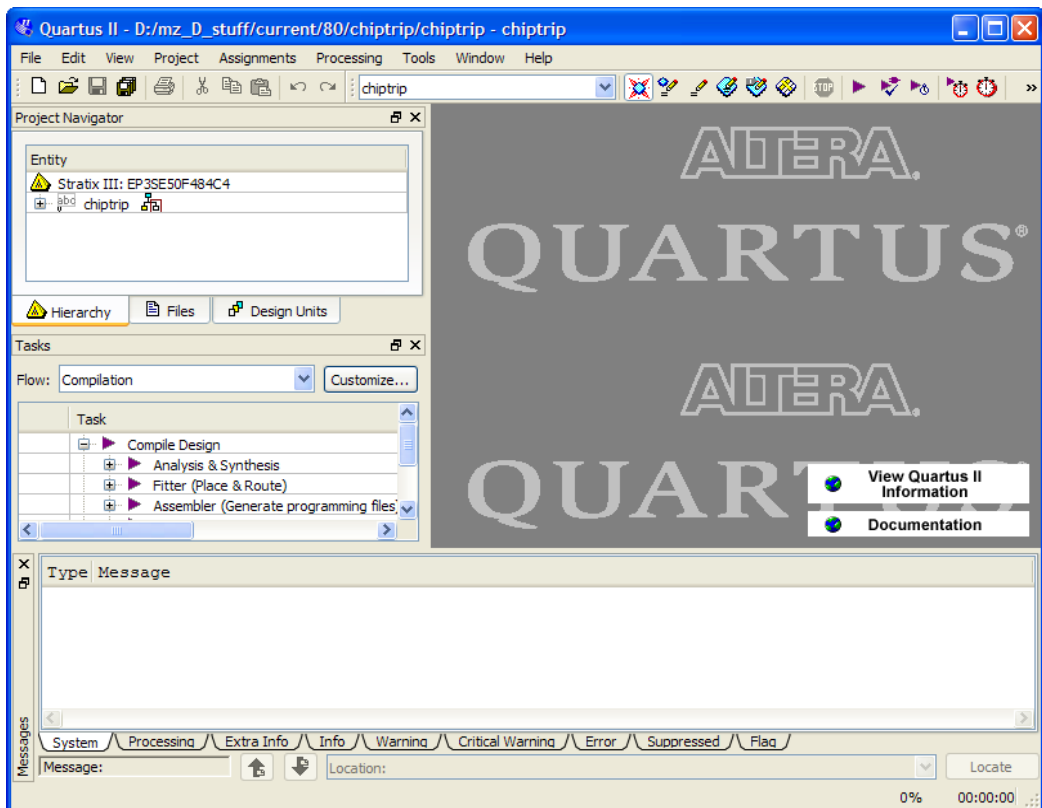 Quartus II - D:/mz_D_stuff/current/80/chiptrip/chiptrip - chiptrip
File Edit View Project Assignments Processing Tools Window Help
chiptrip
STOP
»
Project Navigator
Entity
Stratix III: EP3SE50F484C4
abc chiptrip
Hierarchy Files Design Units
Tasks
Flow: Compilation Customize...
Task
Compile Design
Analysis & Synthesis
Fitter (Place & Route)
Assembler (Generate programming files)
ALTERA®
QUARTUS®
ALTERA®
QUARTUS
View Quartus II
Information
Documentation
Type Message
Messages
System Processing Extra Info Info Warning Critical Warning Error Suppressed Flag
Message: Location: Locate
0% 00:00:00